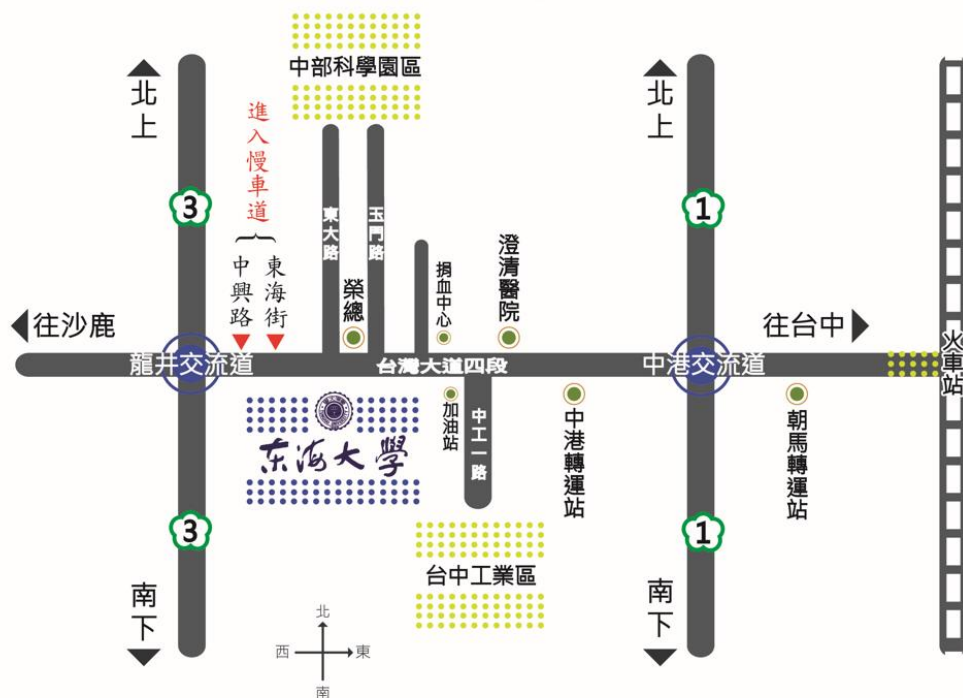 中部科學園區
北上
北上
進入慢車道
3
1
東大路
玉門路
中興路
東海街
榮總
捐血中心
澄清醫院
往沙鹿
往台中
龍井交流道
台灣大道四段
中港交流道
火車站
東海大學
加油站
中工一路
中港轉運站
朝馬轉運站
3
1
台中工業區
南下
南下
北
西
東
南